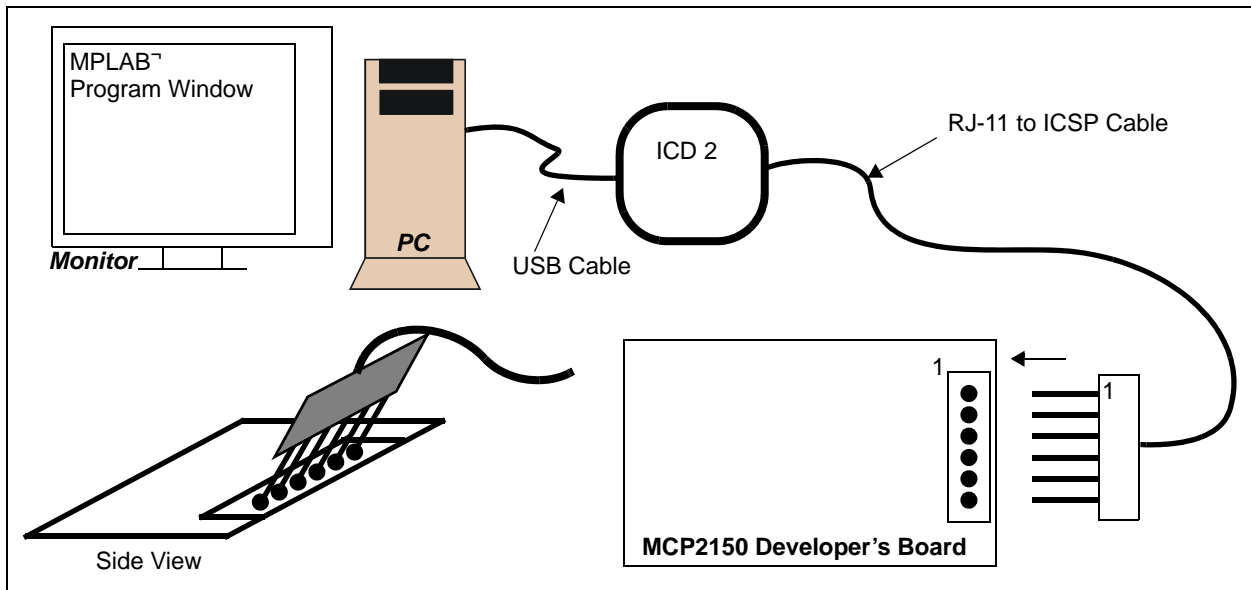 MPLAB¬
Program Window
Monitor
PC
USB Cable
ICD 2
RJ-11 to ICSP Cable
Side View
1
1
MCP2150 Developer's Board